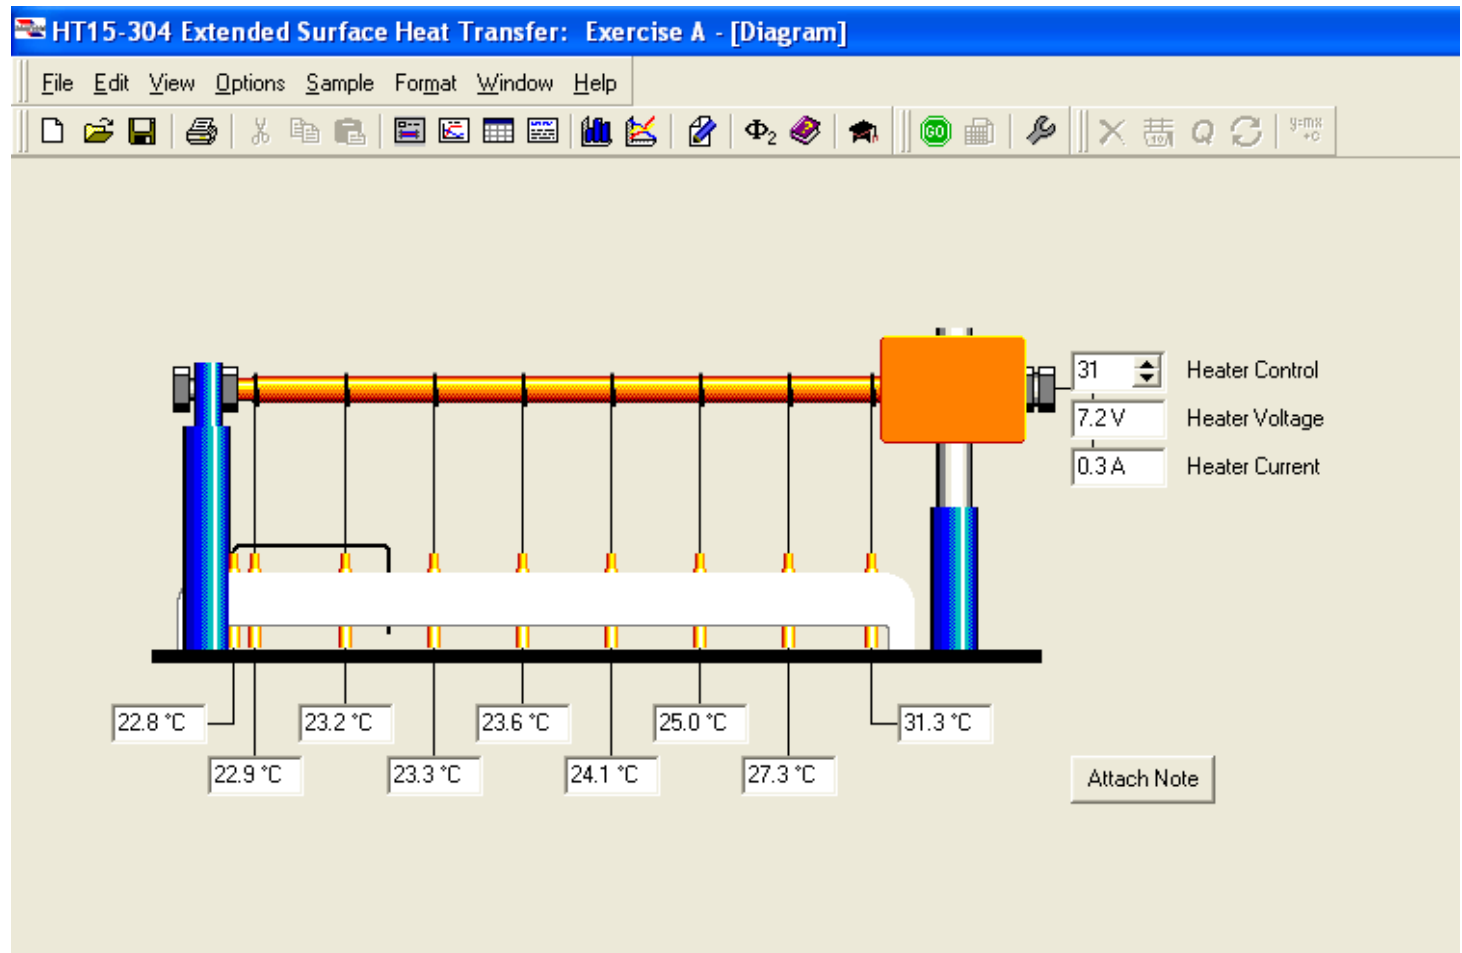 HT15-304 Extended Surface Heat Transfer: Exercise A - [Diagram]
File Edit View Options Sample Format Window Help
Φ2 GO y=mx +c
31 Heater Control
7.2 V Heater Voltage
0.3 A Heater Current
22.8 °C 23.2 °C 23.6 °C 25.0 °C 31.3 °C
22.9 °C 23.3 °C 24.1 °C 27.3 °C
Attach Note